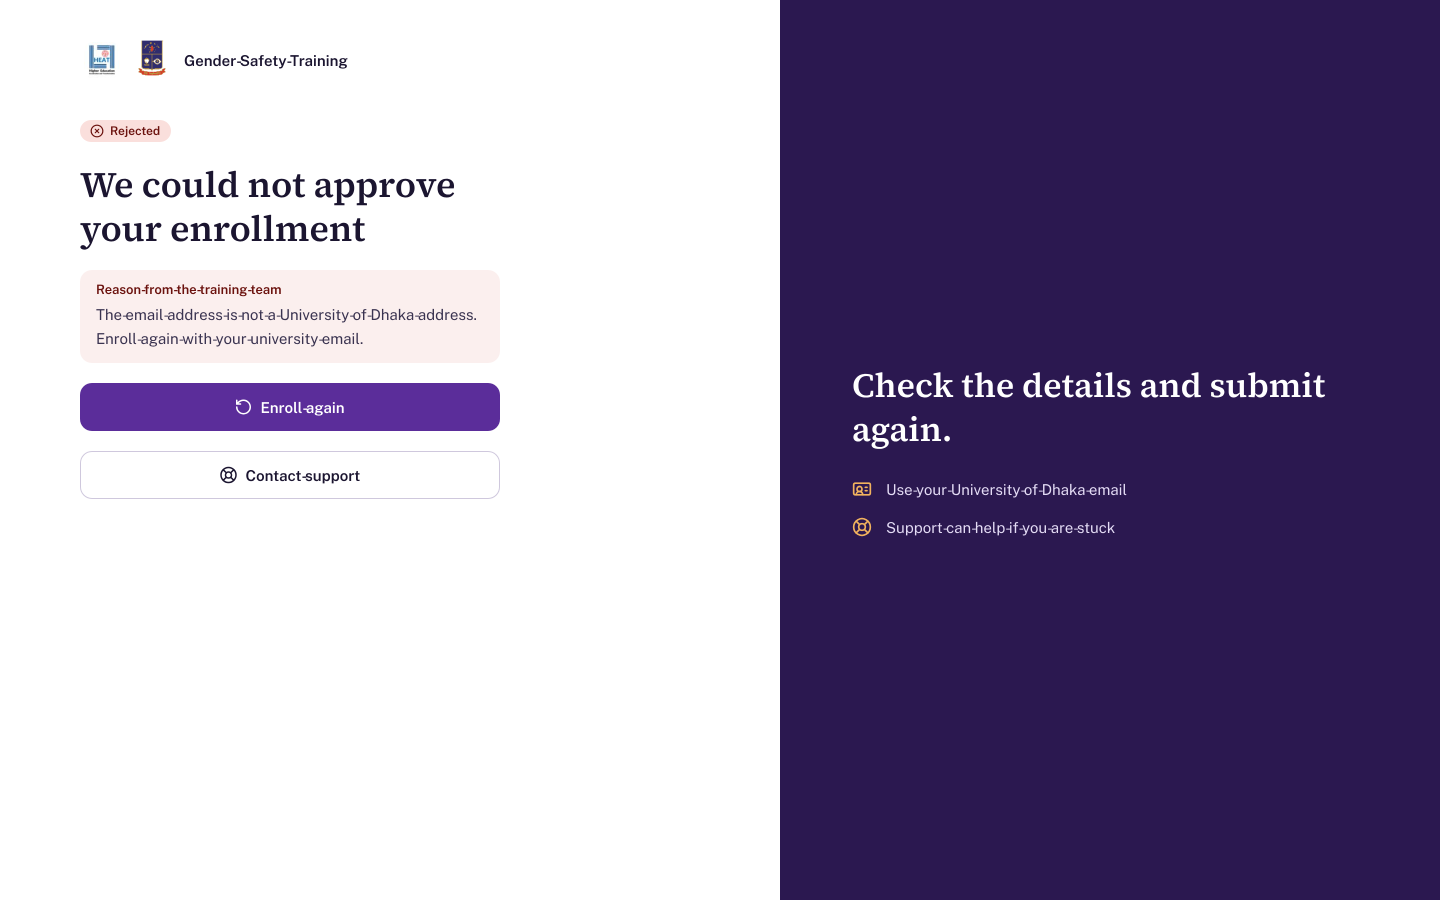 HEAT
Gender-Safety-Training
Rejected
We could not approve
your enrollment
Reason-from-the-training-team
The-email-address-is-not-a-University-of-Dhaka-address.
Enroll-again-with-your-university-email.
Enroll-again
Contact-support
Check the details and submit
again.
Use-your-University-of-Dhaka-email
Support-can-help-if-you-are-stuck